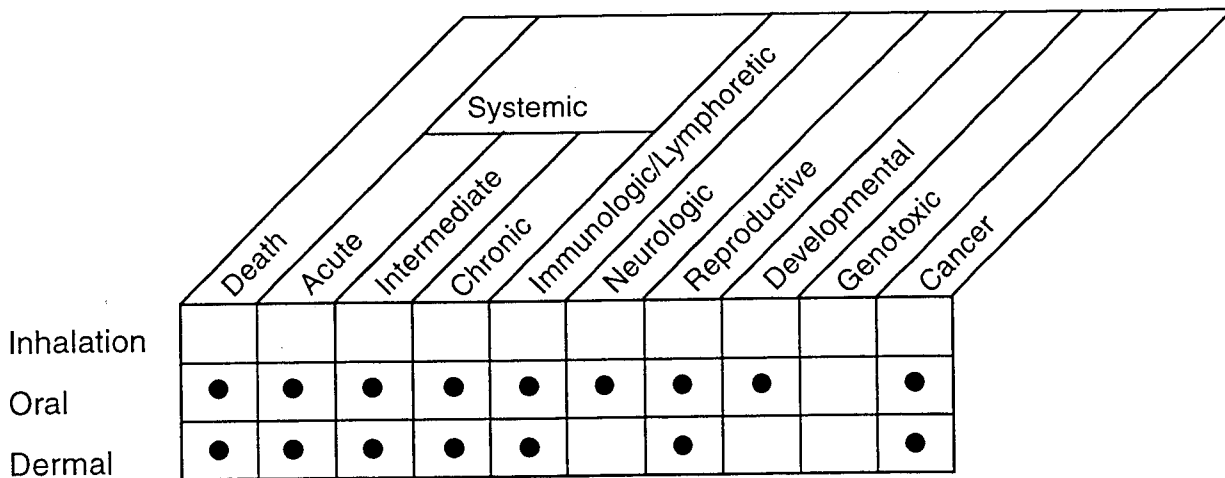 Systemic
Death
Acute
Intermediate
Chronic
Immunologic/Lymphoretic
Neurologic
Reproductive
Developmental
Genotoxic
Cancer
Inhalation
Oral
Dermal